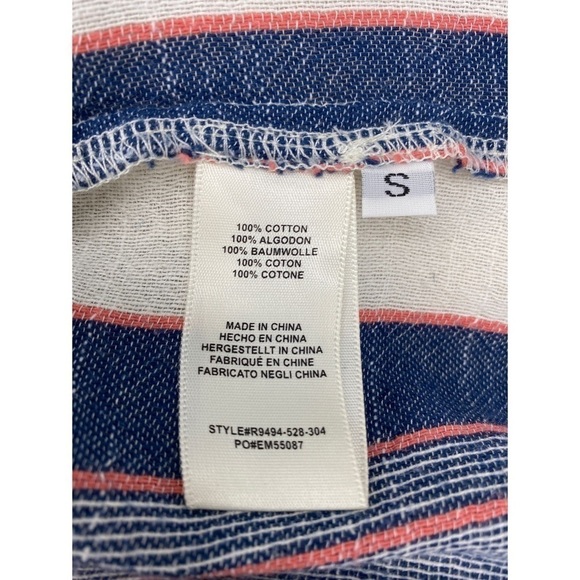 S
100% COTTON
100% ALGODON
100% BAUMWOLLE
100% COTON
100% COTONE
MADE IN CHINA
HECHO EN CHINA
HERGESTELLT IN CHINA
FABRIQUÉ EN CHINE
FABRICATO NEGLI CHINA
STYLE#R9494-528-304
PO#EM55087